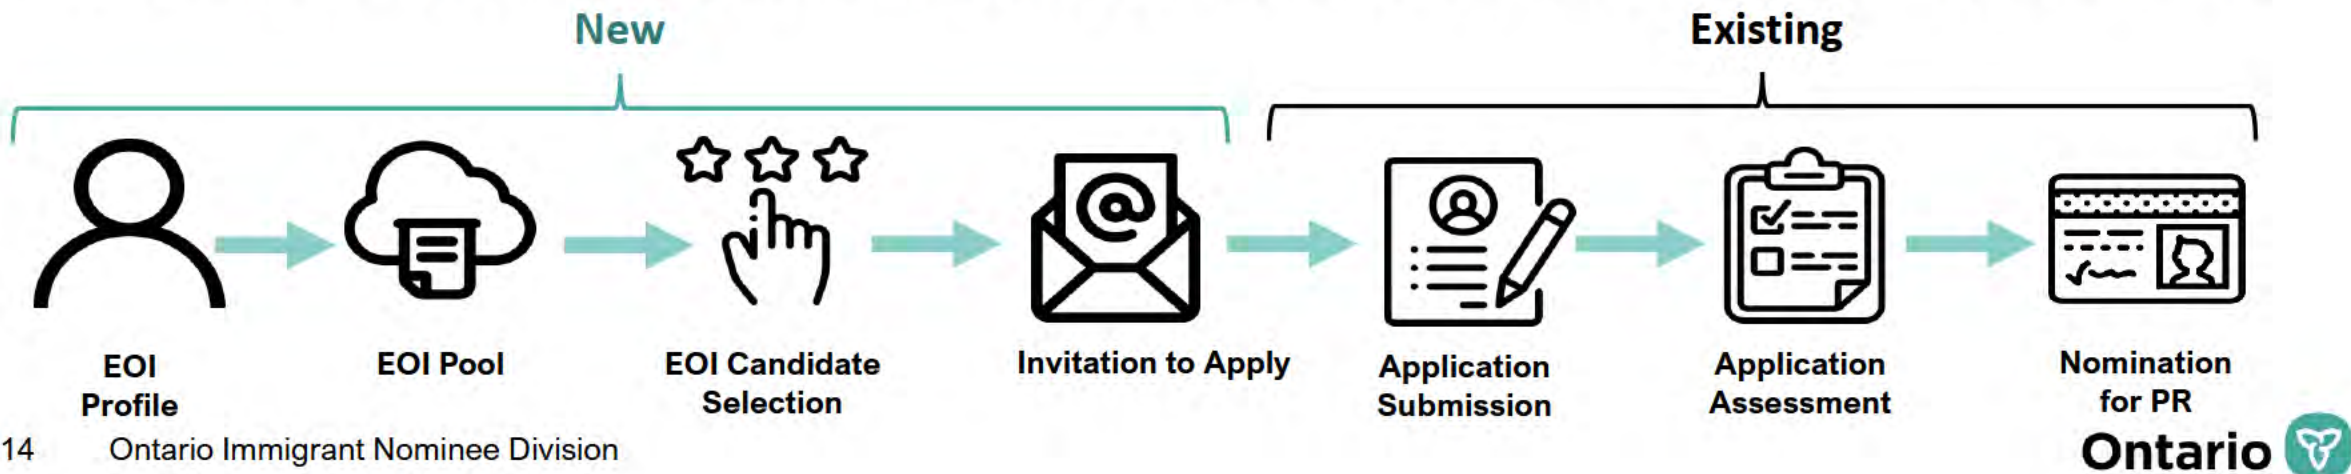 New
Existing
EOI
Profile
EOI Pool
EOI Candidate
Selection
Invitation to Apply
Application
Submission
Application
Assessment
Nomination
for PR
14 Ontario Immigrant Nominee Division
Ontario